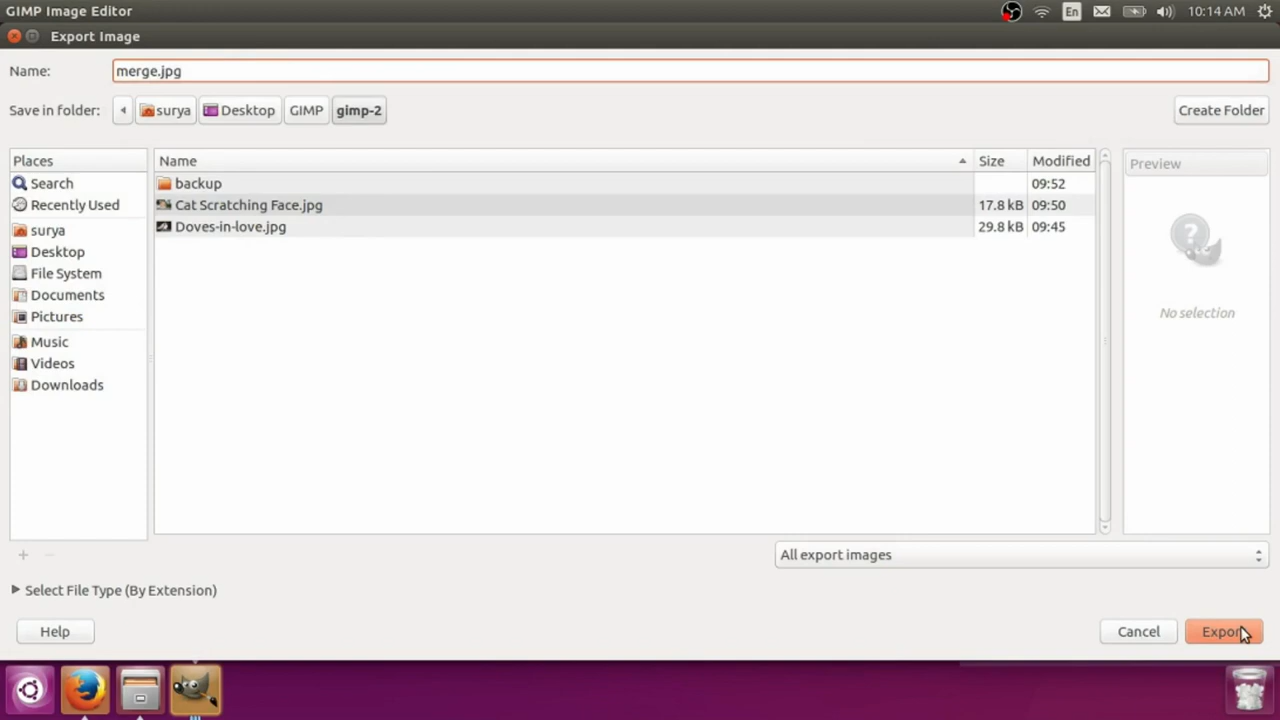 GIMP Image Editor
En
10:14 AM
Export Image
Name:
merge.jpg
Save in folder:
surya
Desktop
GIMP
gimp-2
Create Folder
Places
Search
Recently Used
surya
Desktop
File System
Documents
Pictures
Music
Videos
Downloads
Name
Size
Modified
backup
09:52
Cat Scratching Face.jpg
17.8 kB
09:50
Doves-in-love.jpg
29.8 kB
09:45
Preview
No selection
All export images
Select File Type (By Extension)
Help
Cancel
Export